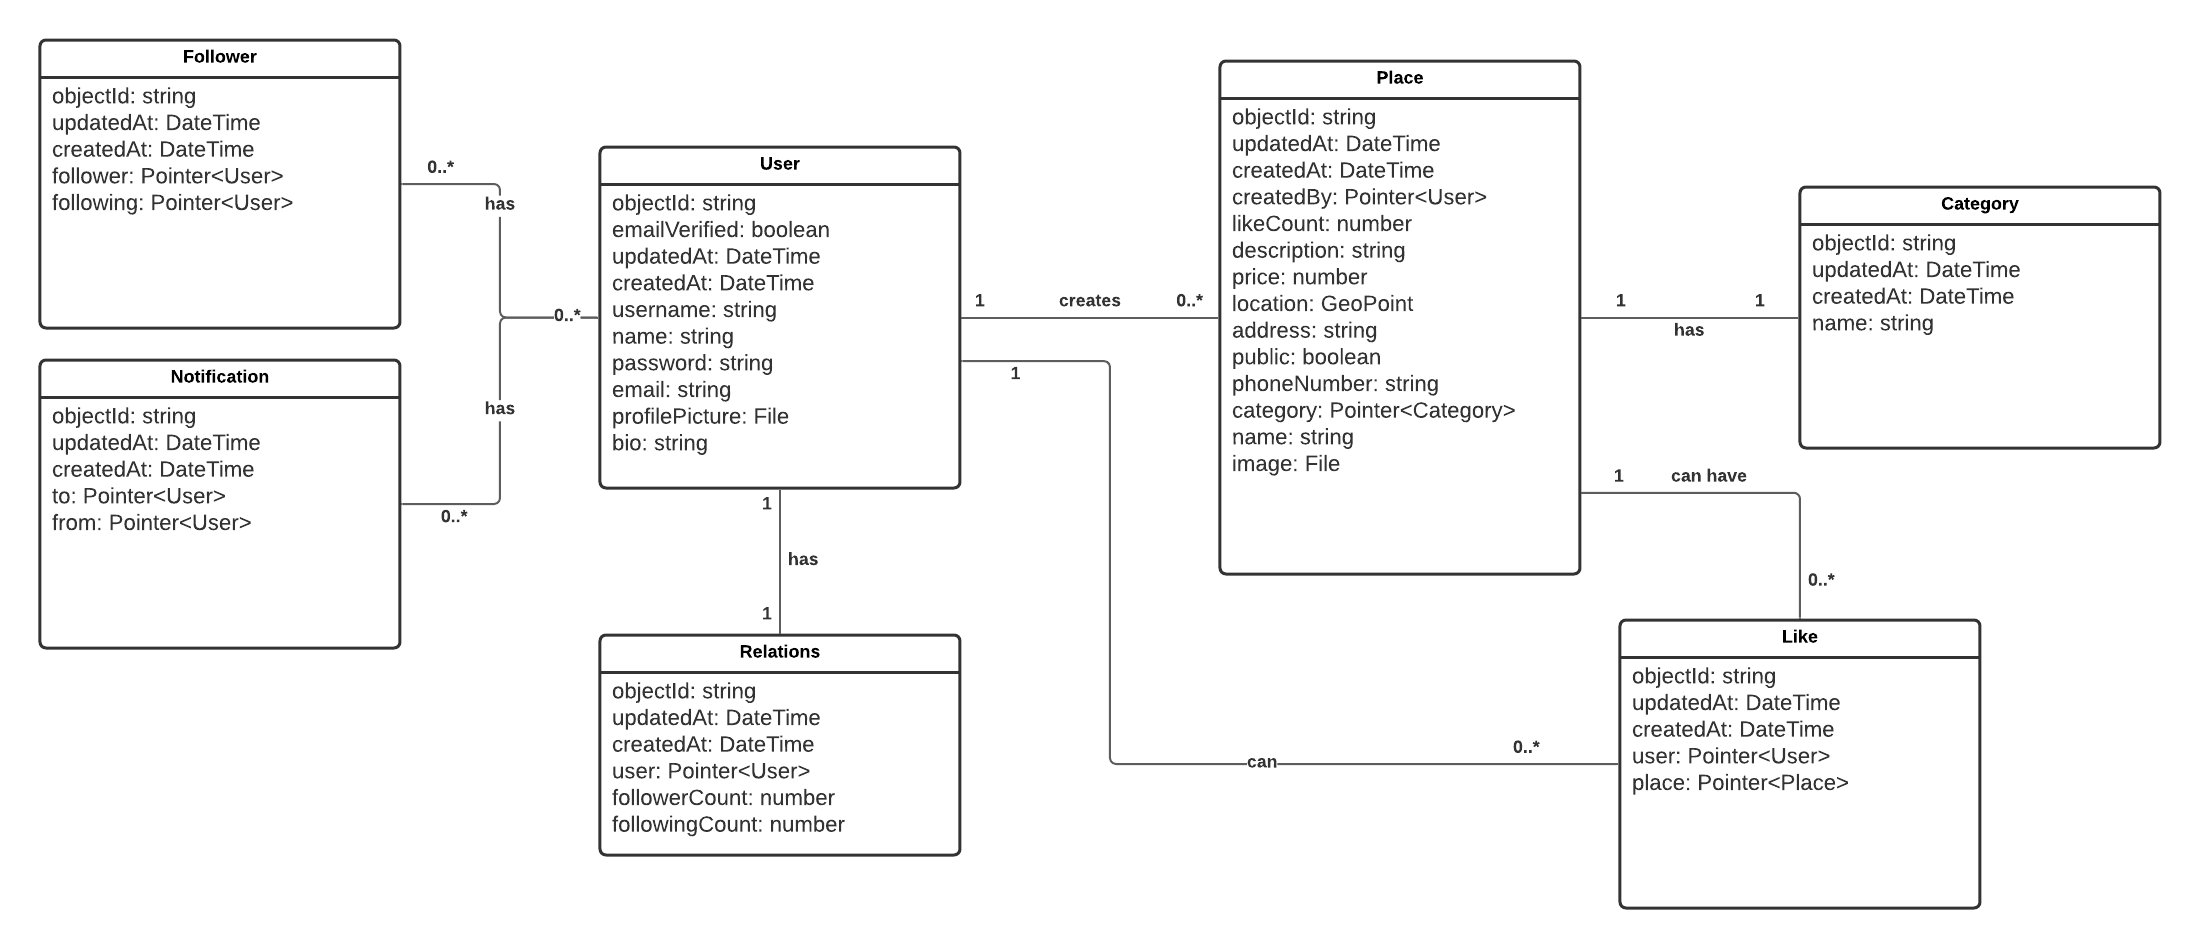 Follower
objectId: string
updatedAt: DateTime
createdAt: DateTime
follower: Pointer<User>
following: Pointer<User>
0..*
has
Notification
objectId: string
updatedAt: DateTime
createdAt: DateTime
to: Pointer<User>
from: Pointer<User>
0..*
has
0..*
User
objectId: string
emailVerified: boolean
updatedAt: DateTime
createdAt: DateTime
username: string
name: string
password: string
email: string
profilePicture: File
bio: string
1
has
1
Relations
objectId: string
updatedAt: DateTime
createdAt: DateTime
user: Pointer<User>
followerCount: number
followingCount: number
1
creates
0..*
1
can
0..*
Place
objectId: string
updatedAt: DateTime
createdAt: DateTime
createdBy: Pointer<User>
likeCount: number
description: string
price: number
location: GeoPoint
address: string
public: boolean
phoneNumber: string
category: Pointer<Category>
name: string
image: File
1
1
has
Category
objectId: string
updatedAt: DateTime
createdAt: DateTime
name: string
1
can have
0..*
Like
objectId: string
updatedAt: DateTime
createdAt: DateTime
user: Pointer<User>
place: Pointer<Place>